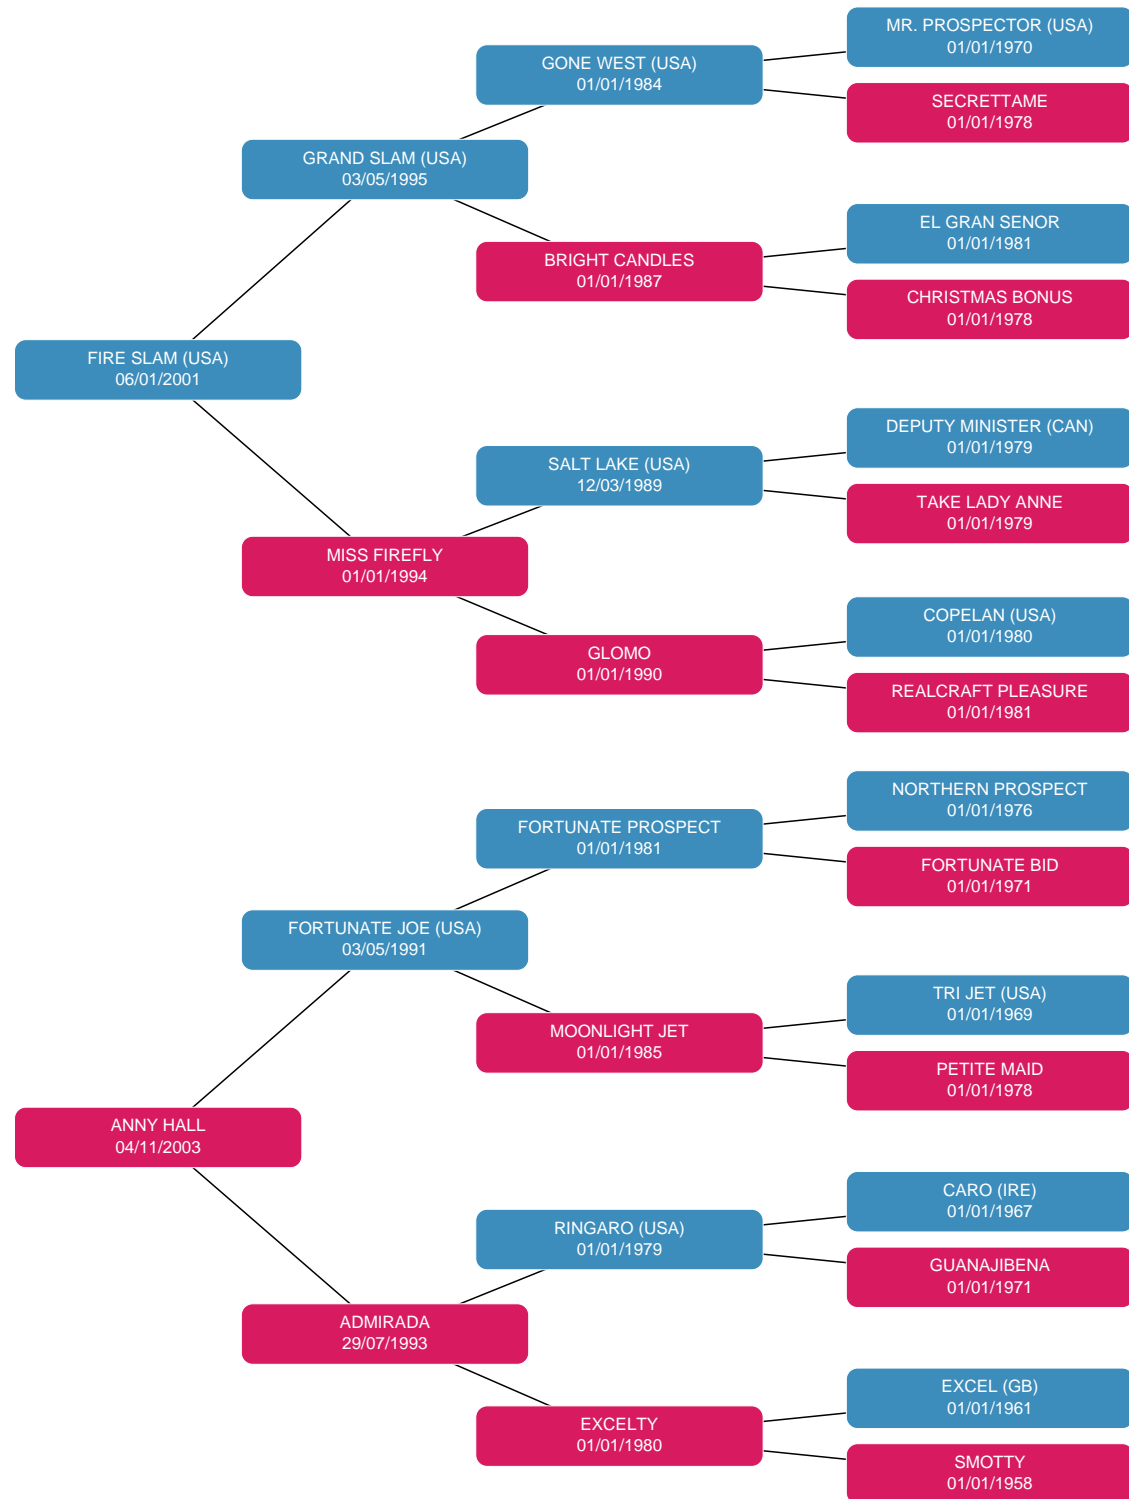 MR. PROSPECTOR (USA)
01/01/1970
GONE WEST (USA)
01/01/1984
SECRETTAME
01/01/1978
GRAND SLAM (USA)
03/05/1995
EL GRAN SENOR
01/01/1981
BRIGHT CANDLES
01/01/1987
CHRISTMAS BONUS
01/01/1978
FIRE SLAM (USA)
06/01/2001
DEPUTY MINISTER (CAN)
01/01/1979
SALT LAKE (USA)
12/03/1989
TAKE LADY ANNE
01/01/1979
MISS FIREFLY
01/01/1994
COPELAN (USA)
01/01/1980
GLOMO
01/01/1990
REALCRAFT PLEASURE
01/01/1981
NORTHERN PROSPECT
01/01/1976
FORTUNATE PROSPECT
01/01/1981
FORTUNATE BID
01/01/1971
FORTUNATE JOE (USA)
03/05/1991
TRI JET (USA)
01/01/1969
MOONLIGHT JET
01/01/1985
PETITE MAID
01/01/1978
ANNY HALL
04/11/2003
CARO (IRE)
01/01/1967
RINGARO (USA)
01/01/1979
GUANAJIBENA
01/01/1971
ADMIRADA
29/07/1993
EXCEL (GB)
01/01/1961
EXCELTY
01/01/1980
SMOTTY
01/01/1958